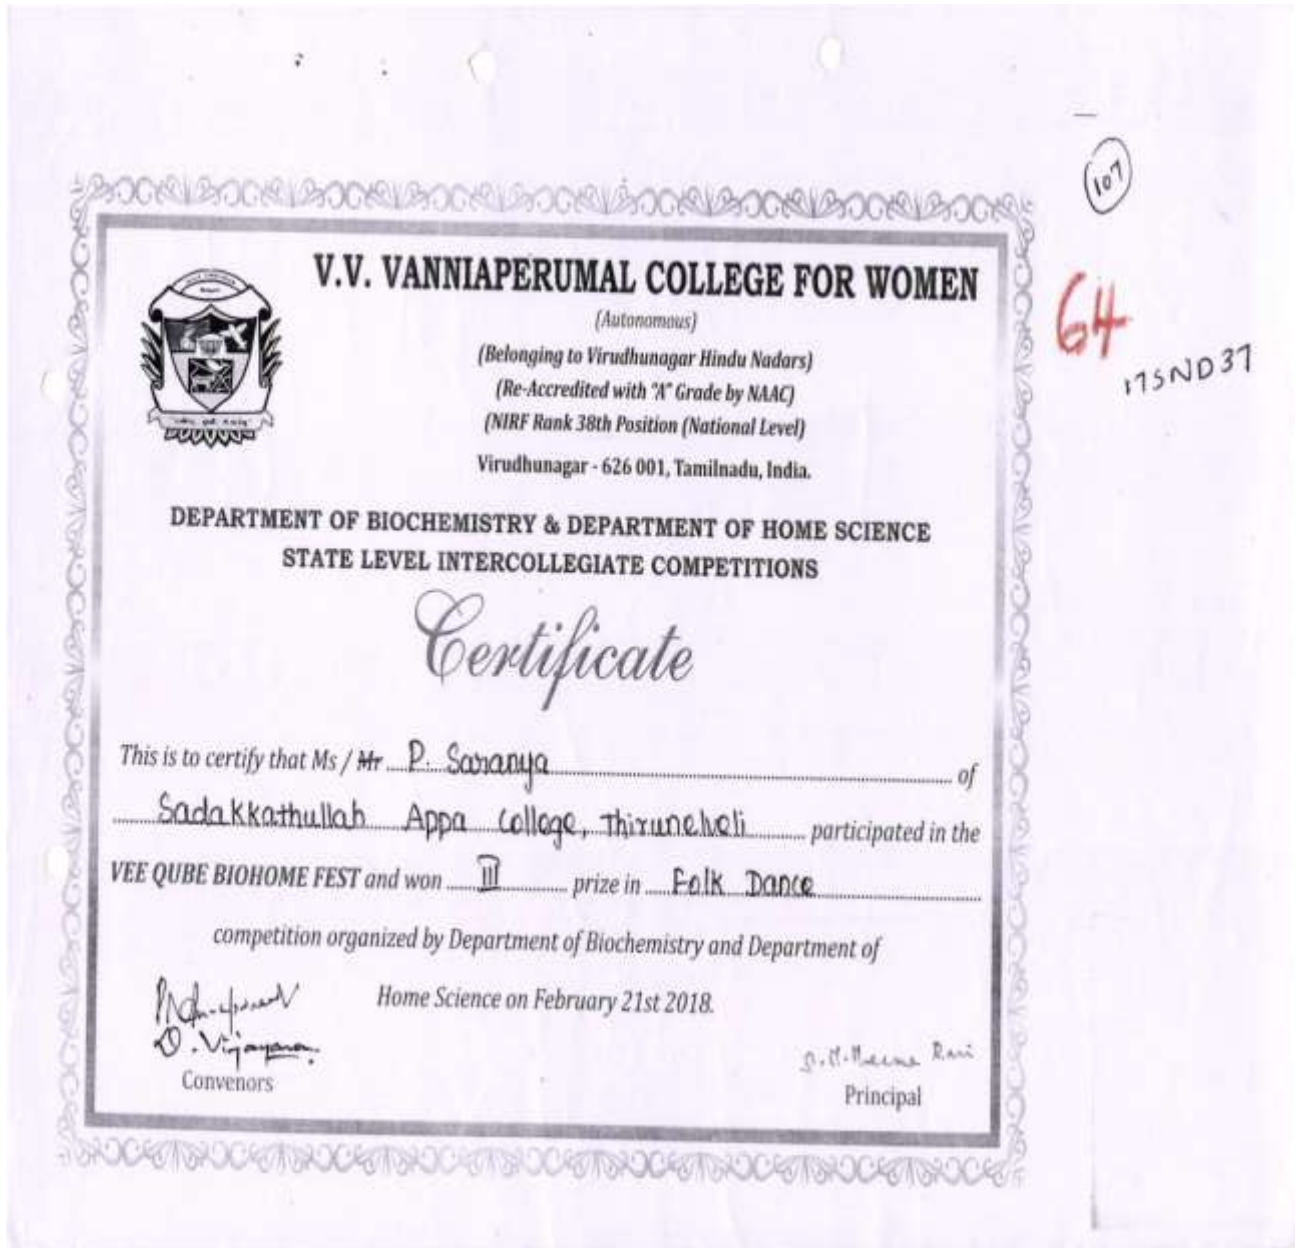 107
V.V. VANNIAPERUMAL COLLEGE FOR WOMEN
64
(Autonomous)
17SND37
(Belonging to Virudhunagar Hindu Nadars)
(Re-Accredited with "A" Grade by NAAC)
(NIRF Rank 38th Position (National Level)
Virudhunagar - 626 001, Tamilnadu, India.
DEPARTMENT OF BIOCHEMISTRY & DEPARTMENT OF HOME SCIENCE
STATE LEVEL INTERCOLLEGIATE COMPETITIONS
Certificate
This is to certify that Ms / Mr P. Saranya of
Sadakkathullah Appa College, Thirunelveli participated in the
VEE QUBE BIOHOME FEST and won III prize in Folk Dance
competition organized by Department of Biochemistry and Department of
Home Science on February 21st 2018.
D. Vijayana
Convenors
S.M. Meena Rani
Principal